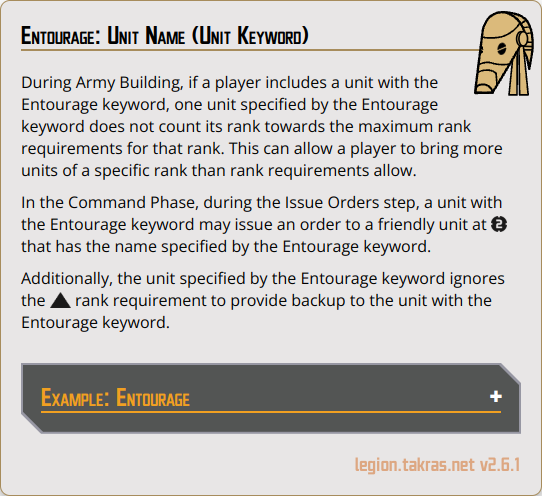 Entourage: Unit Name (Unit Keyword)
During Army Building, if a player includes a unit with the
Entourage keyword, one unit specified by the Entourage
keyword does not count its rank towards the maximum rank
requirements for that rank. This can allow a player to bring more
units of a specific rank than rank requirements allow.
In the Command Phase, during the Issue Orders step, a unit with
the Entourage keyword may issue an order to a friendly unit at 2
that has the name specified by the Entourage keyword.
Additionally, the unit specified by the Entourage keyword ignores
the ▲ rank requirement to provide backup to the unit with the
Entourage keyword.
Example: Entourage +
legion.takras.net v2.6.1